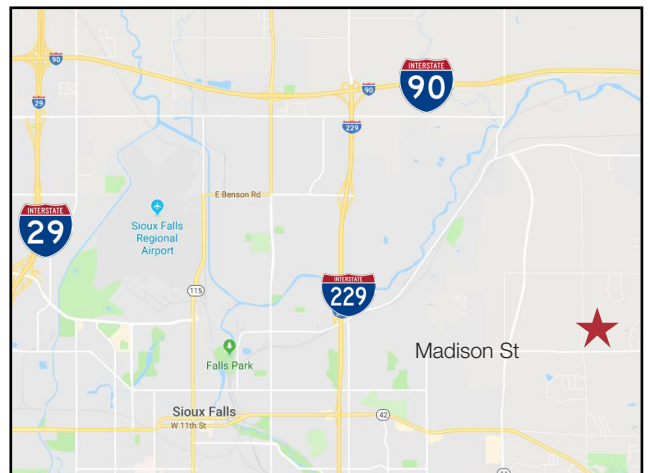 90
INTERSTATE
90
29
90
229
E Benson Rd
INTERSTATE
29
Sioux Falls
Regional
Airport
INTERSTATE
229
115
Madison St
Falls Park
Sioux Falls
42
W 11th St